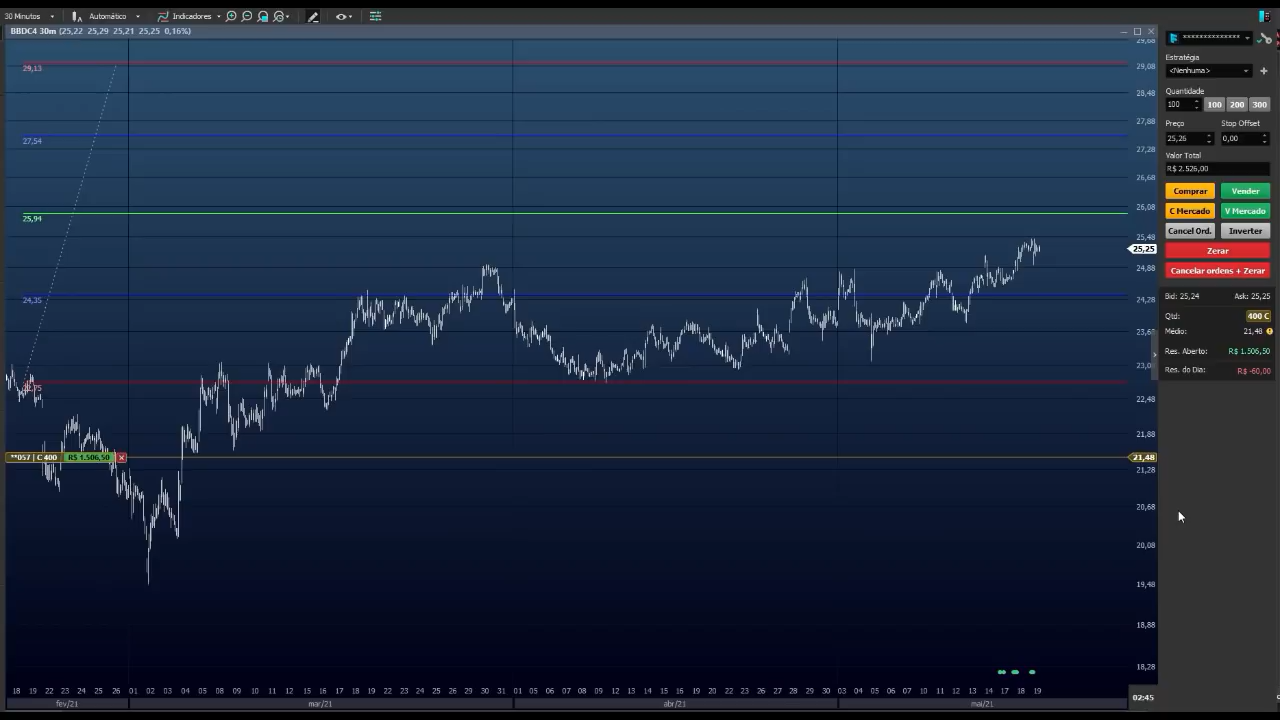 30 Minutos Automático Indicadores
BBDC4 30m (25,22 25,29 25,21 25,25 0,16%)
29,13
27,54
25,94
24,35
**057 | C 400 R$ 1.506,50
29,68
29,08
28,48
27,88
27,28
26,68
26,08
25,48
25,25
24,88
24,28
23,08
22,48
21,88
21,48
21,28
20,68
20,08
19,48
18,88
18,28
18 19 22 23 24 25 26 01 02 03 04 05 08 09 10 11 12 15 16 17 18 19 22 23 24 25 26 29 30 31 01 05 06 07 08 09 12 13 14 15 16 19 20 22 23 26 27 28 29 30 03 04 05 06 07 10 11 12 13 14 17 18 19
fev/21 mar/21 abr/21 mai/21
02:45
**************
Estratégia
<Nenhuma>
Quantidade
100 100 200 300
Preço Stop Offset
25,26 0,00
Valor Total
R$ 2.526,00
Comprar Vender
C Mercado V Mercado
Cancel Ord. Inverter
Zerar
Cancelar ordens + Zerar
Bid: 25,24 Ask: 25,25
Qtd: 400 C
Médio: 21,48
Res. Aberto: R$ 1.506,50
Res. do Dia: R$ -60,00